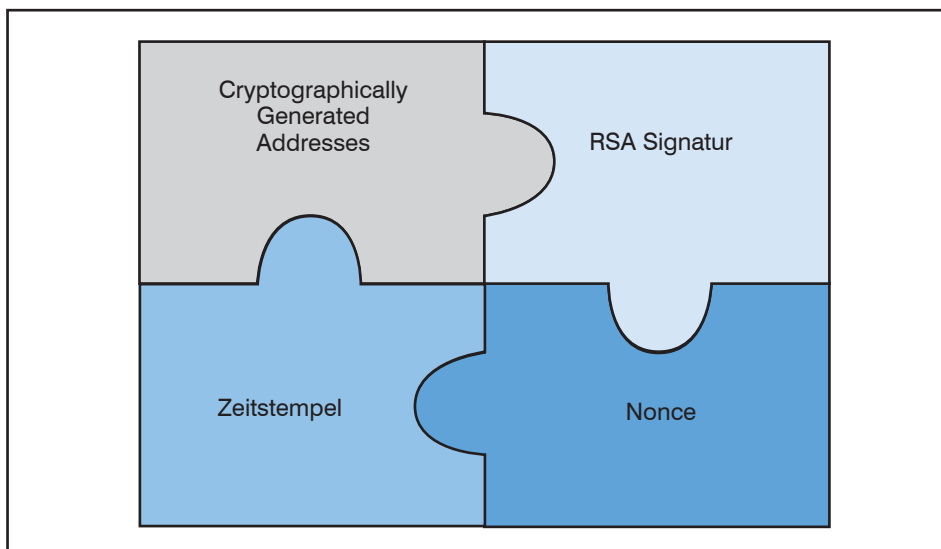 Cryptographically
Generated
Addresses
RSA Signatur
Zeitstempel
Nonce